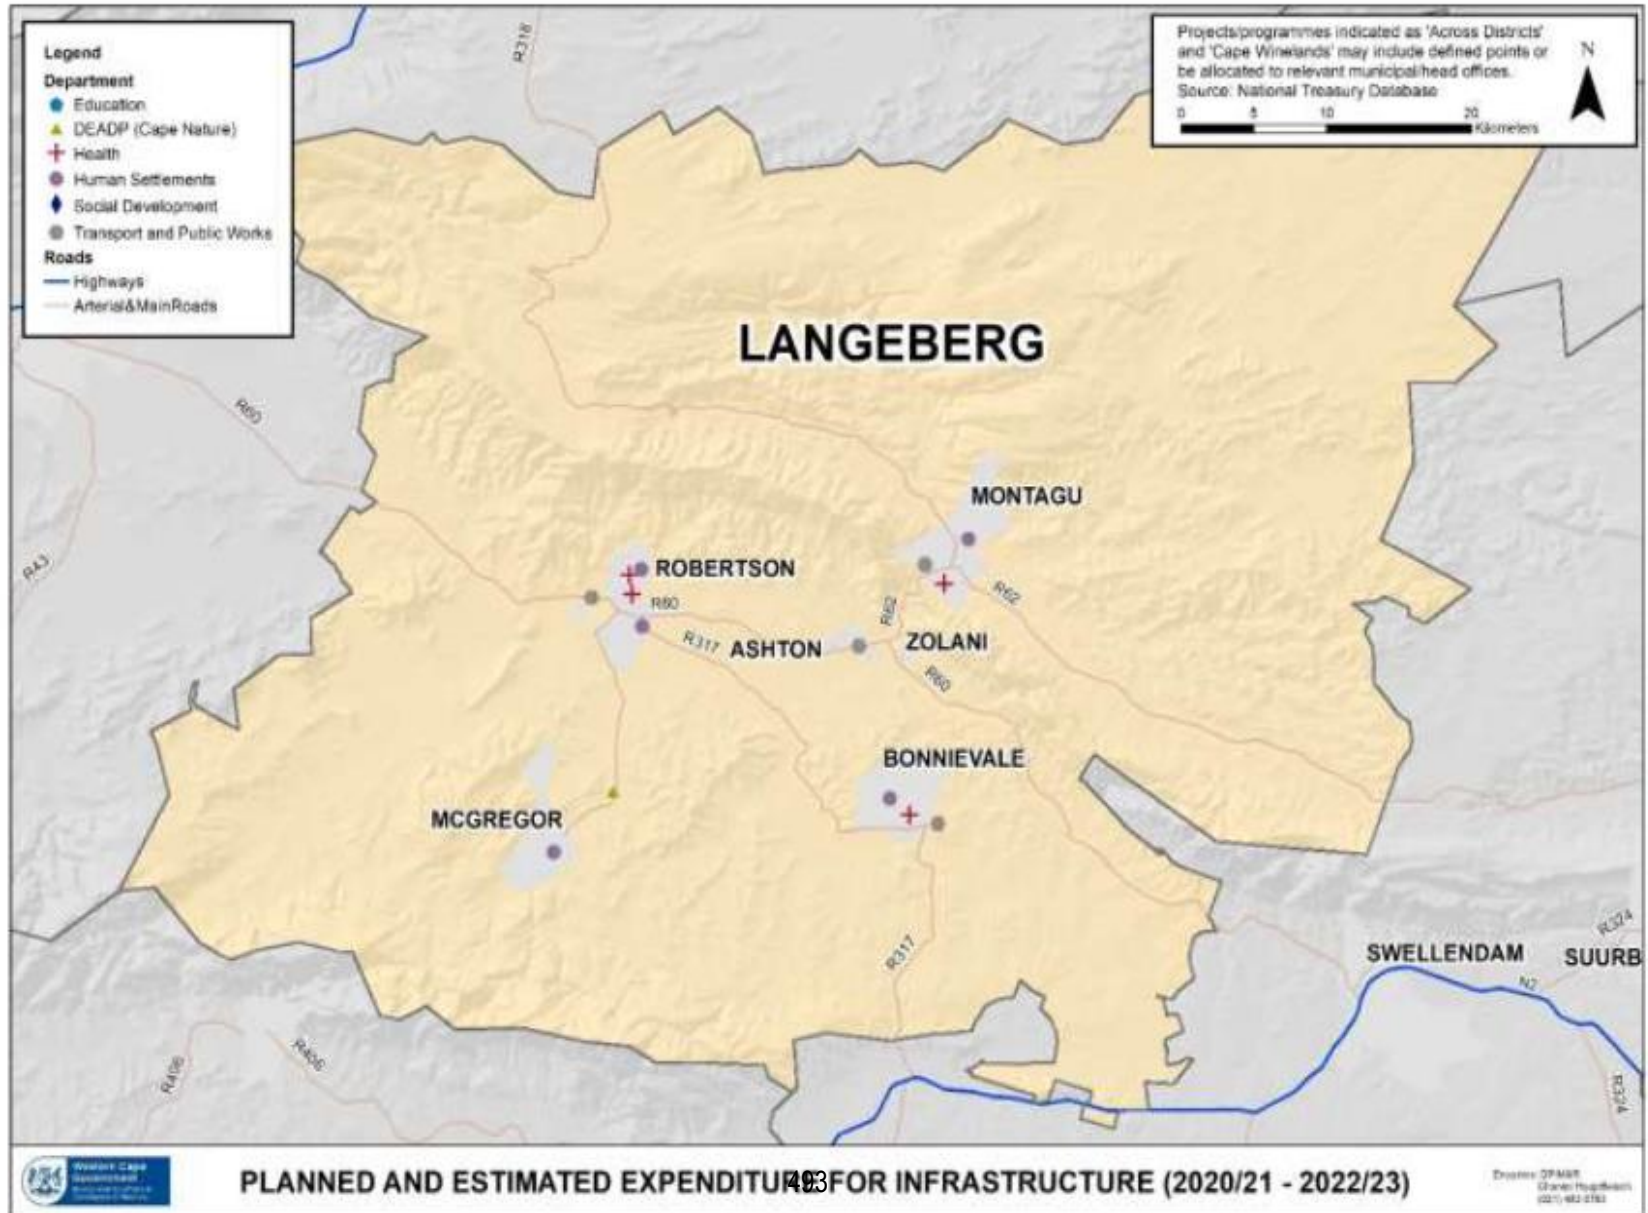 Legend
Department
Education
DEADP (Cape Nature)
Health
Human Settlements
Social Development
Transport and Public Works
Roads
Highways
Arterial&MainRoads
Projects/programmes indicated as 'Across Districts'
and 'Cape Winelands' may include defined points or
be allocated to relevant municipal/head offices.
Source: National Treasury Database
0 5 10 20
Kilometers
N
R318
LANGEBERG
R60
R43
MONTAGU
ROBERTSON
R60
R62
R62
R317
ASHTON
ZOLANI
R60
BONNIEVALE
MCGREGOR
R317
R324
SWELLENDAM
SUURB
N2
R406
R406
R324
Western Cape
Government
PLANNED AND ESTIMATED EXPENDITURE FOR INFRASTRUCTURE (2020/21 - 2022/23)
493